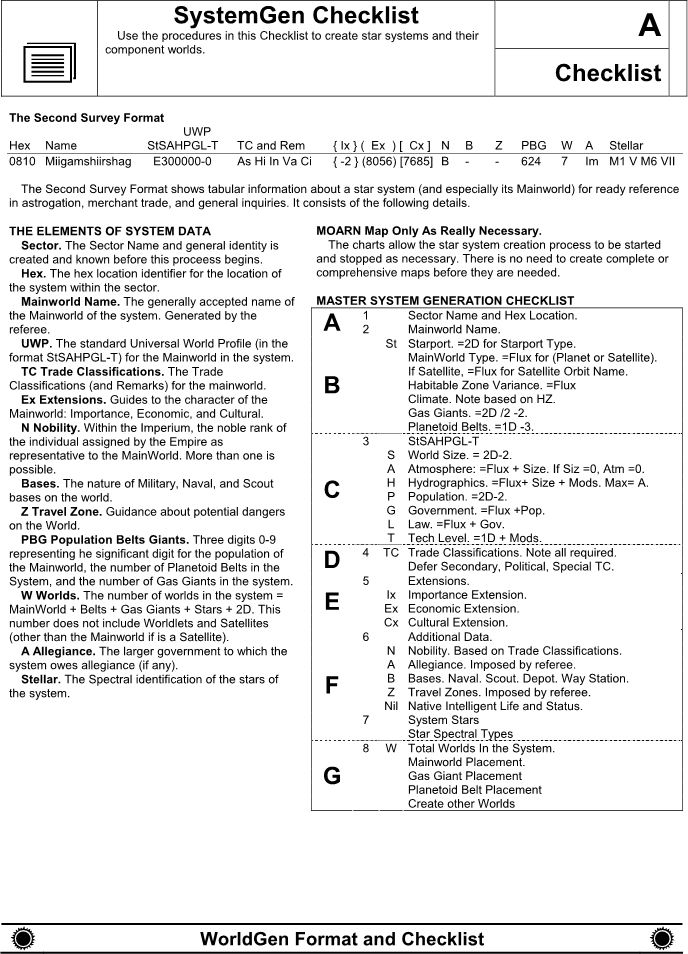 SystemGen Checklist
Use the procedures in this Checklist to create star systems and their
component worlds.
A
Checklist
The Second Survey Format
UWP
Hex Name StSAHPGL-T TC and Rem { Ix } ( Ex ) [ Cx ] N B Z PBG W A Stellar
0810 Miigamshiirshag E300000-0 As Hi In Va Ci { -2 } (8056) [7685] B - - 624 7 Im M1 V M6 VII
The Second Survey Format shows tabular information about a star system (and especially its Mainworld) for ready reference
in astrogation, merchant trade, and general inquiries. It consists of the following details.
THE ELEMENTS OF SYSTEM DATA
Sector. The Sector Name and general identity is
created and known before this proceess begins.
Hex. The hex location identifier for the location of
the system within the sector.
Mainworld Name. The generally accepted name of
the Mainworld of the system. Generated by the
referee.
UWP. The standard Universal World Profile (in the
format StSAHPGL-T) for the Mainworld in the system.
TC Trade Classifications. The Trade
Classifications (and Remarks) for the mainworld.
Ex Extensions. Guides to the character of the
Mainworld: Importance, Economic, and Cultural.
N Nobility. Within the Imperium, the noble rank of
the individual assigned by the Empire as
representative to the MainWorld. More than one is
possible.
Bases. The nature of Military, Naval, and Scout
bases on the world.
Z Travel Zone. Guidance about potential dangers
on the World.
PBG Population Belts Giants. Three digits 0-9
representing he significant digit for the population of
the Mainworld, the number of Planetoid Belts in the
System, and the number of Gas Giants in the system.
W Worlds. The number of worlds in the system =
MainWorld + Belts + Gas Giants + Stars + 2D. This
number does not include Worldlets and Satellites
(other than the Mainworld if is a Satellite).
A Allegiance. The larger government to which the
system owes allegiance (if any).
Stellar. The Spectral identification of the stars of
the system.
MOARN Map Only As Really Necessary.
The charts allow the star system creation process to be started
and stopped as necessary. There is no need to create complete or
comprehensive maps before they are needed.
MASTER SYSTEM GENERATION CHECKLIST
A 1 Sector Name and Hex Location.
2 Mainworld Name.
B St Starport. =2D for Starport Type.
MainWorld Type. =Flux for (Planet or Satellite).
If Satellite, =Flux for Satellite Orbit Name.
Habitable Zone Variance. =Flux
Climate. Note based on HZ.
Gas Giants. =2D /2 -2.
Planetoid Belts. =1D -3.
C 3 StSAHPGL-T
S World Size. = 2D-2.
A Atmosphere: =Flux + Size. If Siz =0, Atm =0.
H Hydrographics. =Flux+ Size + Mods. Max= A.
P Population. =2D-2.
G Government. =Flux +Pop.
L Law. =Flux + Gov.
T Tech Level. =1D + Mods.
D 4 TC Trade Classifications. Note all required.
Defer Secondary, Political, Special TC.
E 5 Extensions.
Ix Importance Extension.
Ex Economic Extension.
Cx Cultural Extension.
F 6 Additional Data.
N Nobility. Based on Trade Classifications.
A Allegiance. Imposed by referee.
B Bases. Naval. Scout. Depot. Way Station.
Z Travel Zones. Imposed by referee.
Nil Native Intelligent Life and Status.
7 System Stars
Star Spectral Types
G 8 W Total Worlds In the System.
Mainworld Placement.
Gas Giant Placement
Planetoid Belt Placement
Create other Worlds
WorldGen Format and Checklist